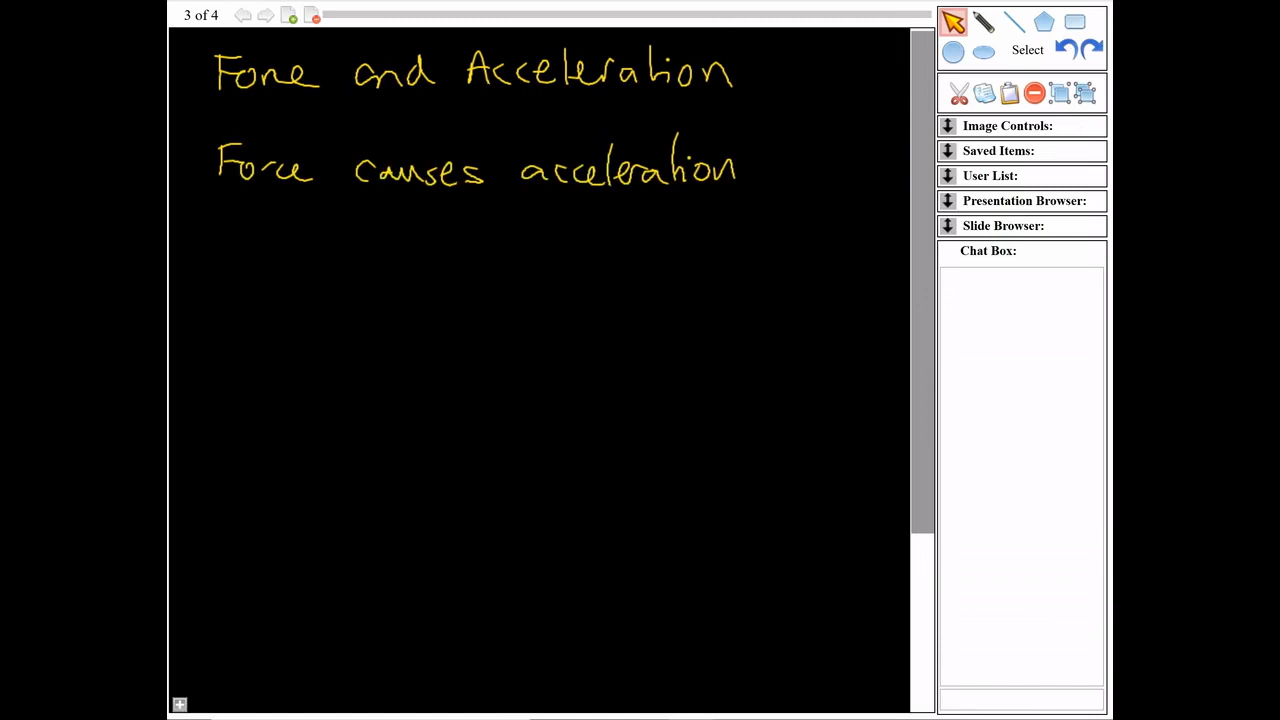 3 of 4
Force and Acceleration
Force causes acceleration
Select
Image Controls:
Saved Items:
User List:
Presentation Browser:
Slide Browser:
Chat Box: